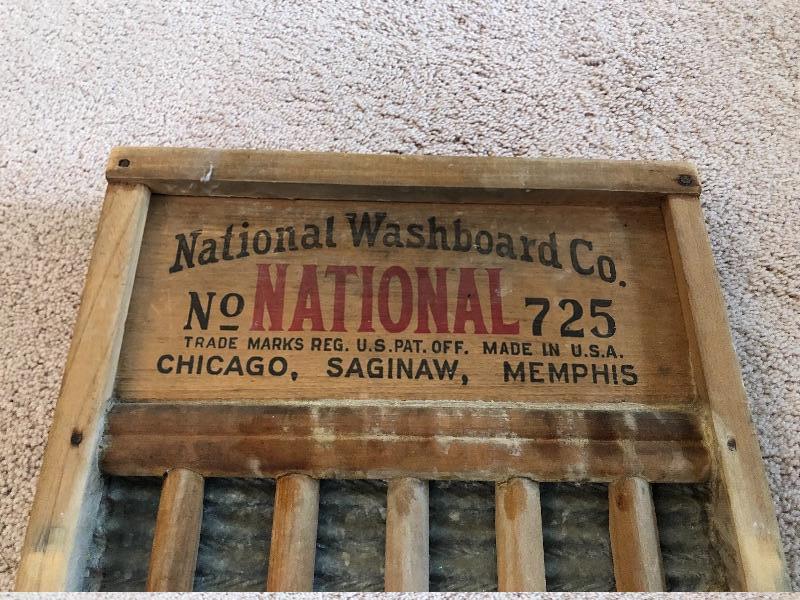 National Washboard Co.
No NATIONAL 725
TRADE MARKS REG. U.S. PAT. OFF. MADE IN U.S.A.
CHICAGO, SAGINAW, MEMPHIS